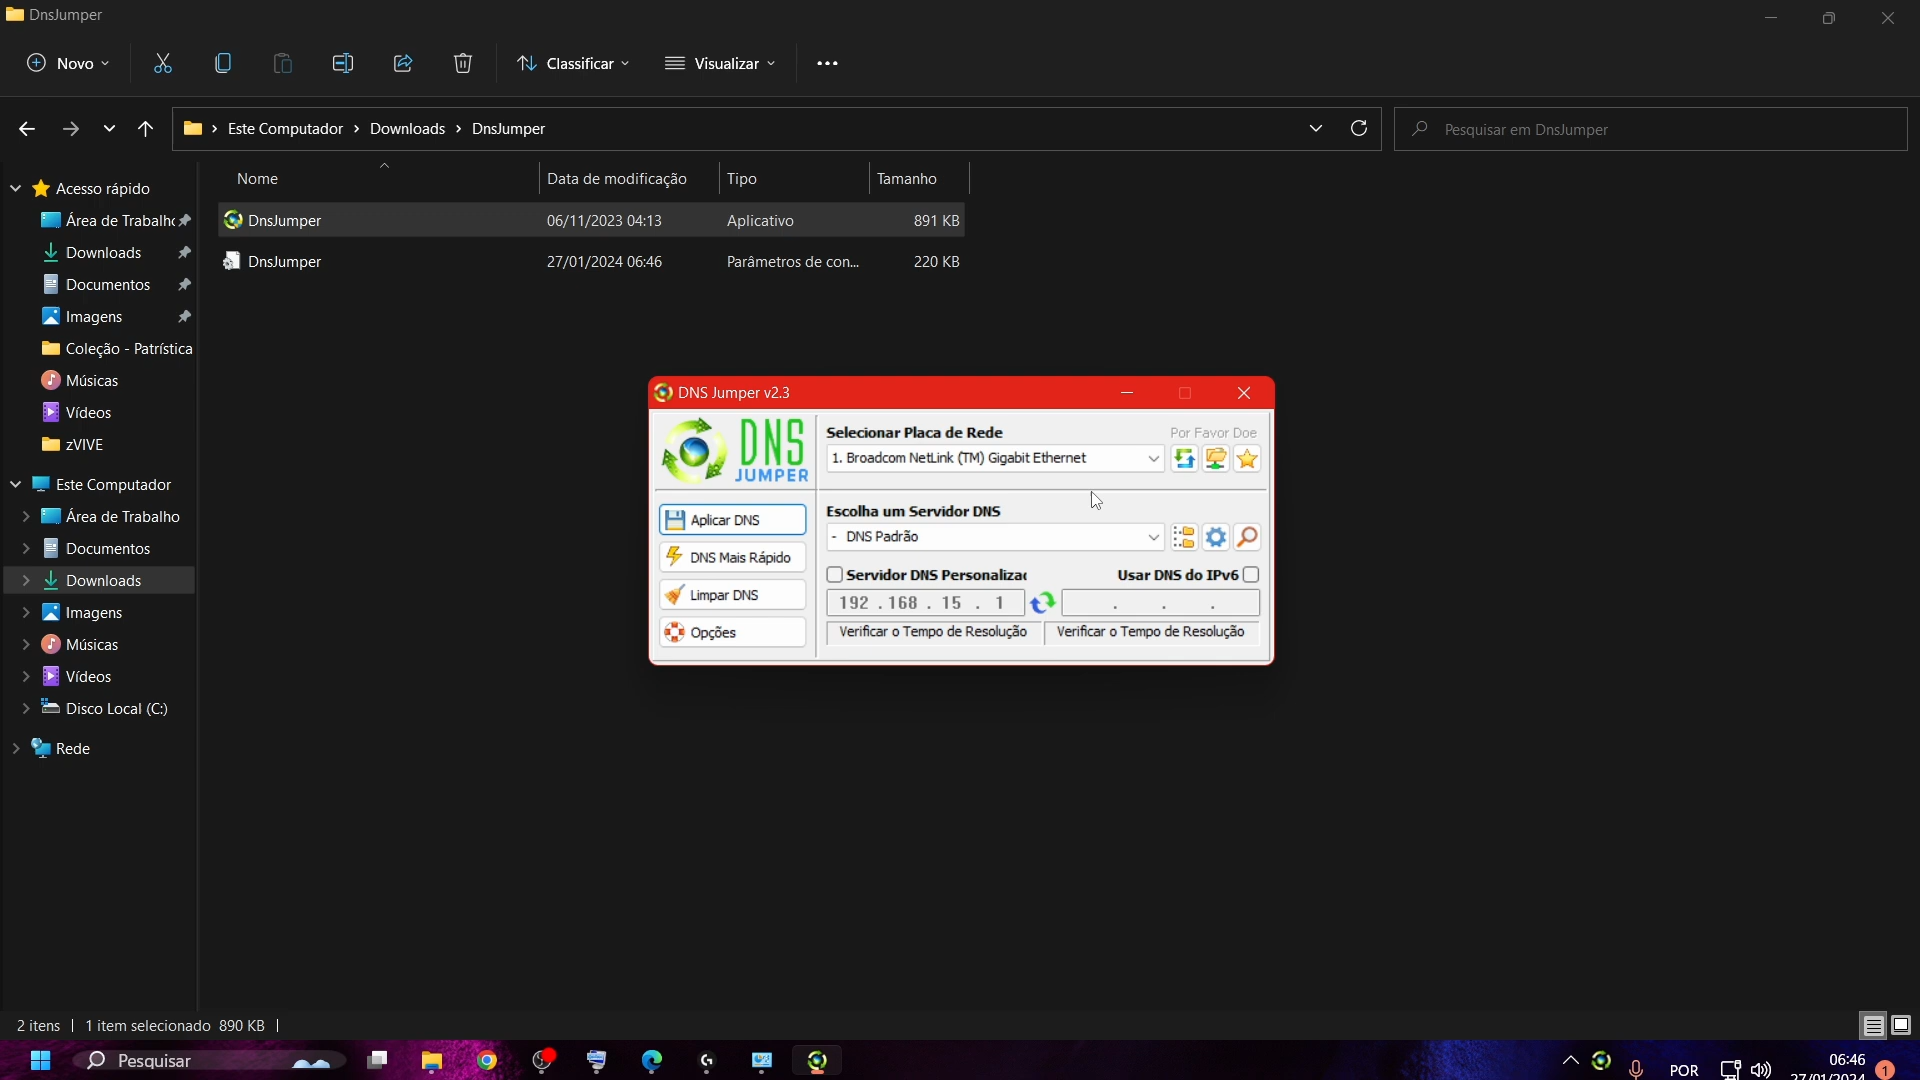 DnsJumper
Novo
Classificar
Visualizar
Este Computador > Downloads > DnsJumper
Pesquisar em DnsJumper
Nome
Data de modificação
Tipo
Tamanho
DnsJumper 06/11/2023 04:13 Aplicativo 891 KB
DnsJumper 27/01/2024 06:46 Parâmetros de con... 220 KB
Acesso rápido
Área de Trabalho
Downloads
Documentos
Imagens
Coleção - Patrística
Músicas
Vídeos
zVIVE
Este Computador
Área de Trabalho
Documentos
Downloads
Imagens
Músicas
Vídeos
Disco Local (C:)
Rede
DNS Jumper v2.3
DNS
JUMPER
Aplicar DNS
DNS Mais Rápido
Limpar DNS
Opções
Selecionar Placa de Rede
Por Favor Doe
1. Broadcom NetLink (TM) Gigabit Ethernet
Escolha um Servidor DNS
- DNS Padrão
Servidor DNS Personalizad
Usar DNS do IPv6
192 . 168 . 15 . 1
. . .
Verificar o Tempo de Resolução
Verificar o Tempo de Resolução
2 itens
1 item selecionado 890 KB
Pesquisar
POR
06:46
27/01/2024
1